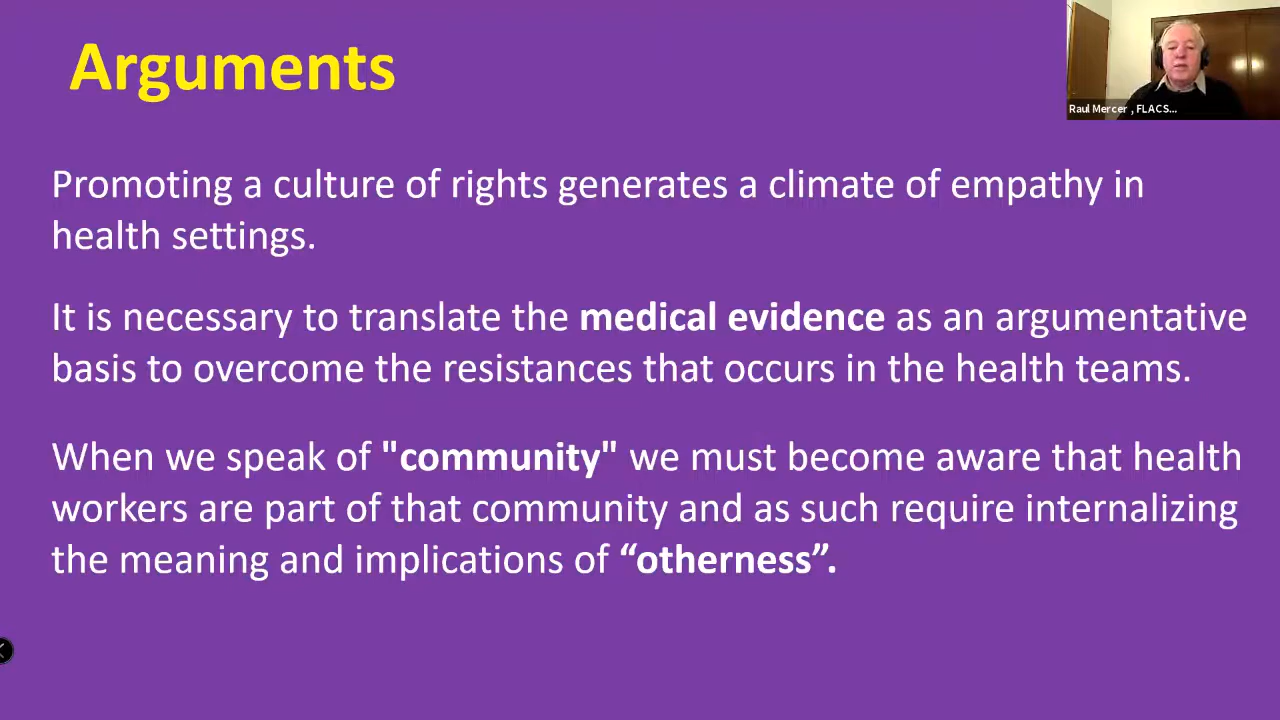 Arguments
Raul Mercer , FLACS...
Promoting a culture of rights generates a climate of empathy in
health settings.
It is necessary to translate the medical evidence as an argumentative
basis to overcome the resistances that occurs in the health teams.
When we speak of "community" we must become aware that health
workers are part of that community and as such require internalizing
the meaning and implications of “otherness”.